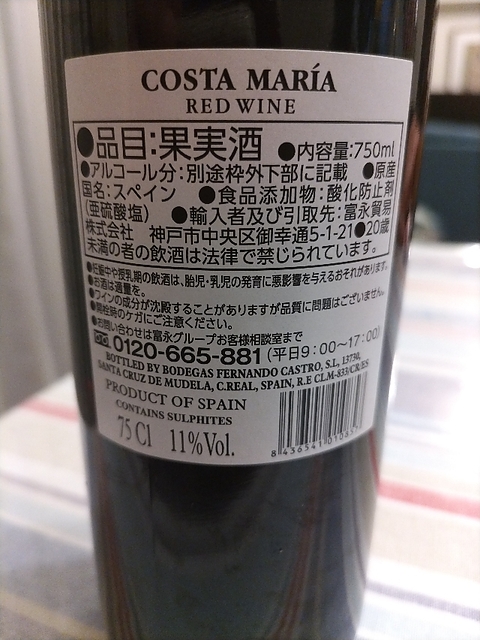 COSTA MARÍA
RED WINE
●品目:果実酒 ●内容量:750ml
●アルコール分:別途枠外下部に記載 ●原産
国名:スペイン ●食品添加物:酸化防止剤
(亜硫酸塩) ●輸入者及び引取先:富永貿易
株式会社 神戸市中央区御幸通5-1-21●20歳
未満の者の飲酒は法律で禁じられています。
●妊娠中や授乳期の飲酒は、胎児・乳児の発育に悪影響を与えるおそれがあります。
●お酒は適量を。
●ワインの成分が沈殿することがありますが品質に問題はございません。
●開栓時のケガにご注意ください。
●お問い合わせは富永グループお客様相談室まで
0120-665-881 (平日9:00~17:00)
BOTTLED BY BODEGAS FERNANDO CASTRO, S.L, 13730,
SANTA CRUZ DE MUDELA, C.REAL, SPAIN, R.E CLM-833/CR/ES
PRODUCT OF SPAIN
CONTAINS SULPHITES
75 Cl 11%Vol.